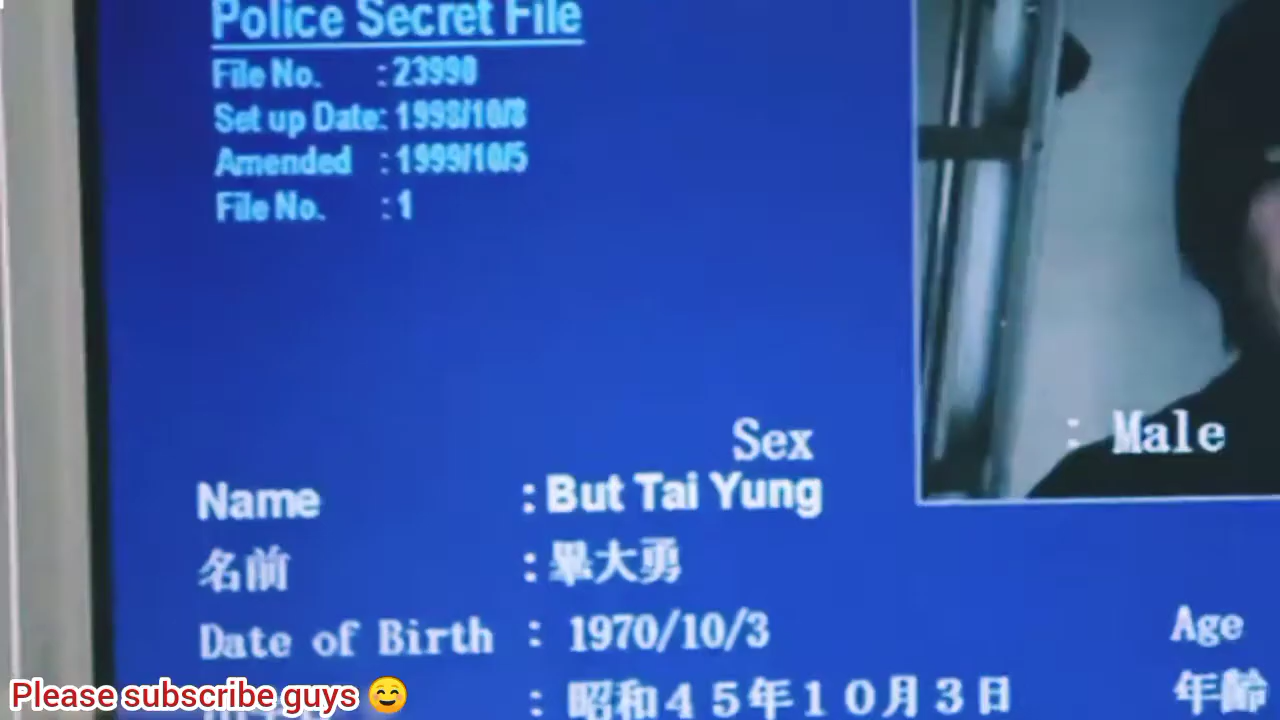 Police Secret File
File No. : 23990
Set up Date: 1998/10/8
Amended : 1999/10/5
File No. : 1
Sex : Male
Name : But Tai Yung
名前 : 畢大勇
Date of Birth : 1970/10/3
Age
: 昭和45年10月3日
年齢
Please subscribe guys 😊